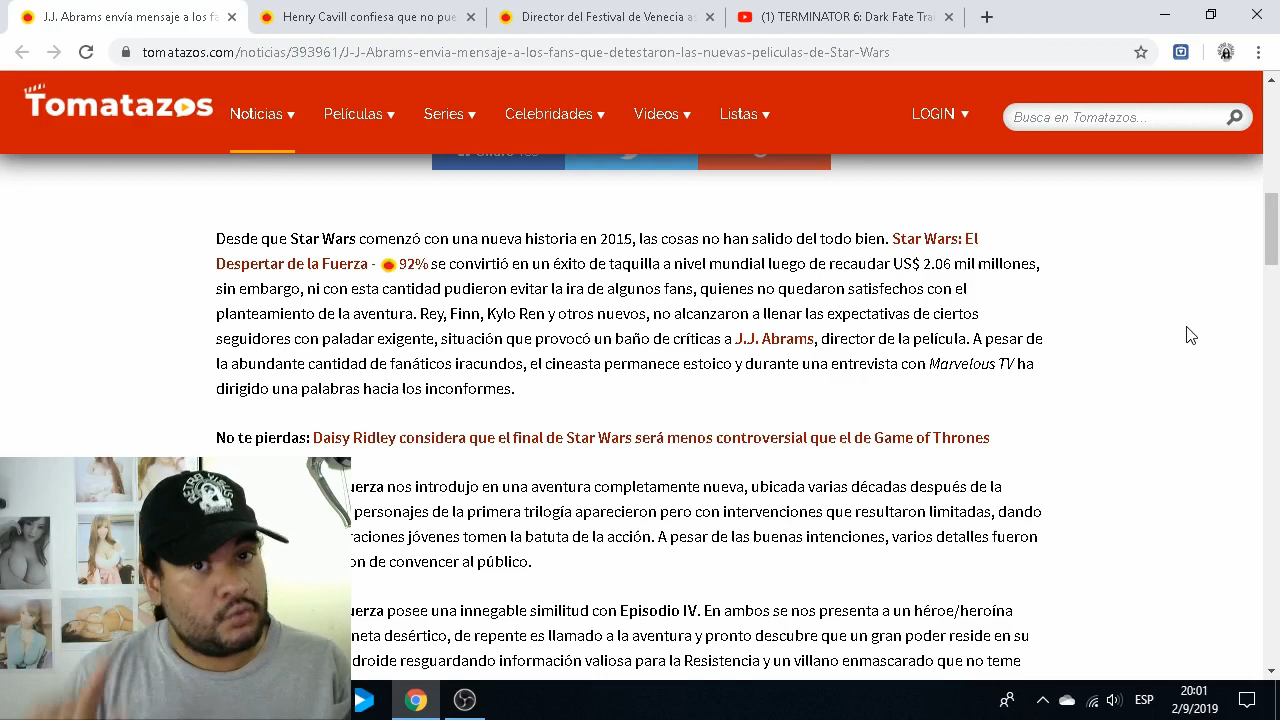 J.J. Abrams envía mensaje a los fa
Henry Cavill confiesa que no pue
Director del Festival de Venecia a
(1) TERMINATOR 6: Dark Fate Trai
tomatazos.com/noticias/393961/J-J-Abrams-envia-mensaje-a-los-fans-que-detestaron-las-nuevas-peliculas-de-Star-Wars
Tomatazos
Noticias ▾
Películas ▾
Series ▾
Celebridades ▾
Videos ▾
Listas ▾
LOGIN ▾
Busca en Tomatazos...
Desde que Star Wars comenzó con una nueva historia en 2015, las cosas no han salido del todo bien. Star Wars: El
Despertar de la Fuerza - 92% se convirtió en un éxito de taquilla a nivel mundial luego de recaudar US$ 2.06 mil millones,
sin embargo, ni con esta cantidad pudieron evitar la ira de algunos fans, quienes no quedaron satisfechos con el
planteamiento de la aventura. Rey, Finn, Kylo Ren y otros nuevos, no alcanzaron a llenar las expectativas de ciertos
seguidores con paladar exigente, situación que provocó un baño de críticas a J.J. Abrams, director de la película. A pesar de
la abundante cantidad de fanáticos iracundos, el cineasta permanece estoico y durante una entrevista con Marvelous TV ha
dirigido una palabras hacia los inconformes.
No te pierdas: Daisy Ridley considera que el final de Star Wars será menos controversial que el de Game of Thrones
uerza nos introdujo en una aventura completamente nueva, ubicada varias décadas después de la
personajes de la primera trilogía aparecieron pero con intervenciones que resultaron limitadas, dando
raciones jóvenes tomen la batuta de la acción. A pesar de las buenas intenciones, varios detalles fueron
on de convencer al público.
uerza posee una innegable similitud con Episodio IV. En ambos se nos presenta a un héroe/heroína
neta desértico, de repente es llamado a la aventura y pronto descubre que un gran poder reside en su
droide resguardando información valiosa para la Resistencia y un villano enmascarado que no teme
ESP
20:01
2/9/2019